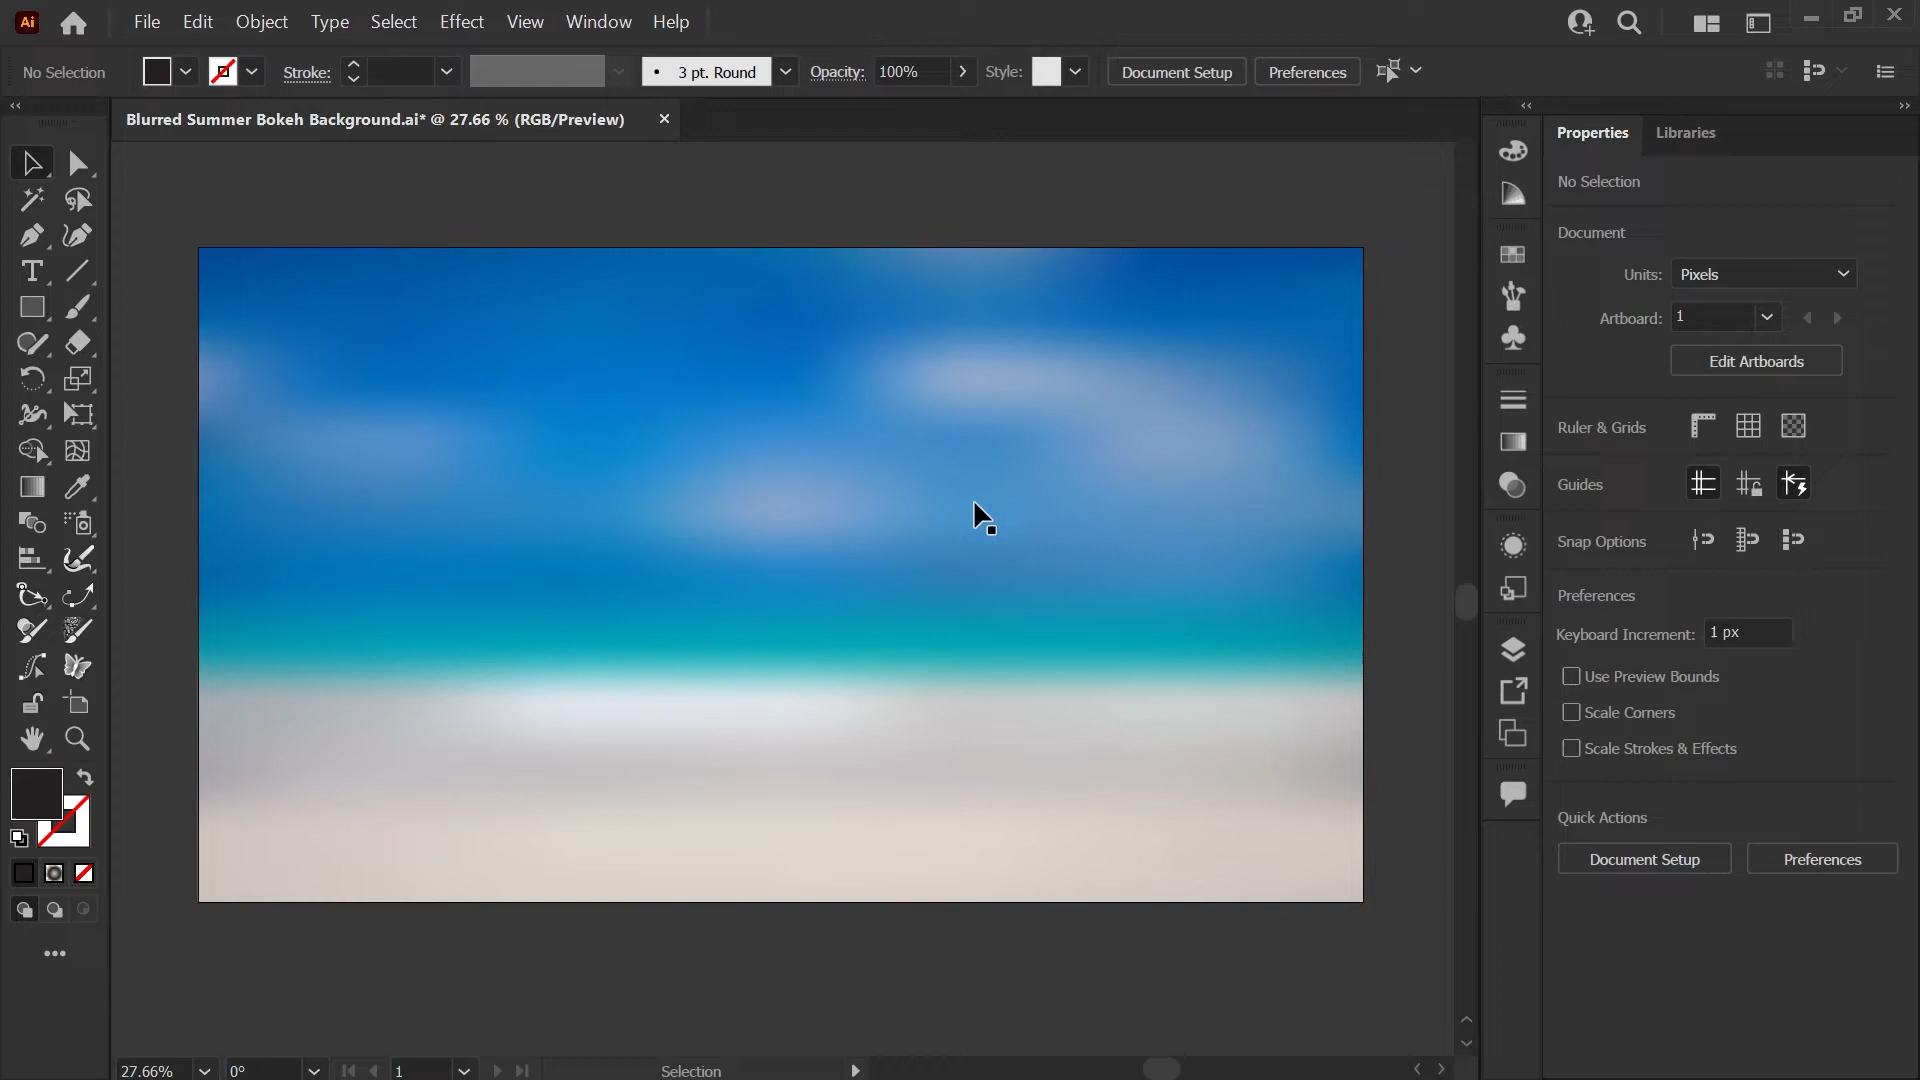 Ai File Edit Object Type Select Effect View Window Help
No Selection Stroke: 3 pt. Round Opacity: 100% Style: Document Setup Preferences
Blurred Summer Bokeh Background.ai* @ 27.66 % (RGB/Preview)
Properties Libraries
No Selection
Document
Units: Pixels
Artboard: 1
Edit Artboards
Ruler & Grids
Guides
Snap Options
Preferences
Keyboard Increment: 1 px
Use Preview Bounds
Scale Corners
Scale Strokes & Effects
Quick Actions
Document Setup Preferences
27.66% 0° 1 Selection